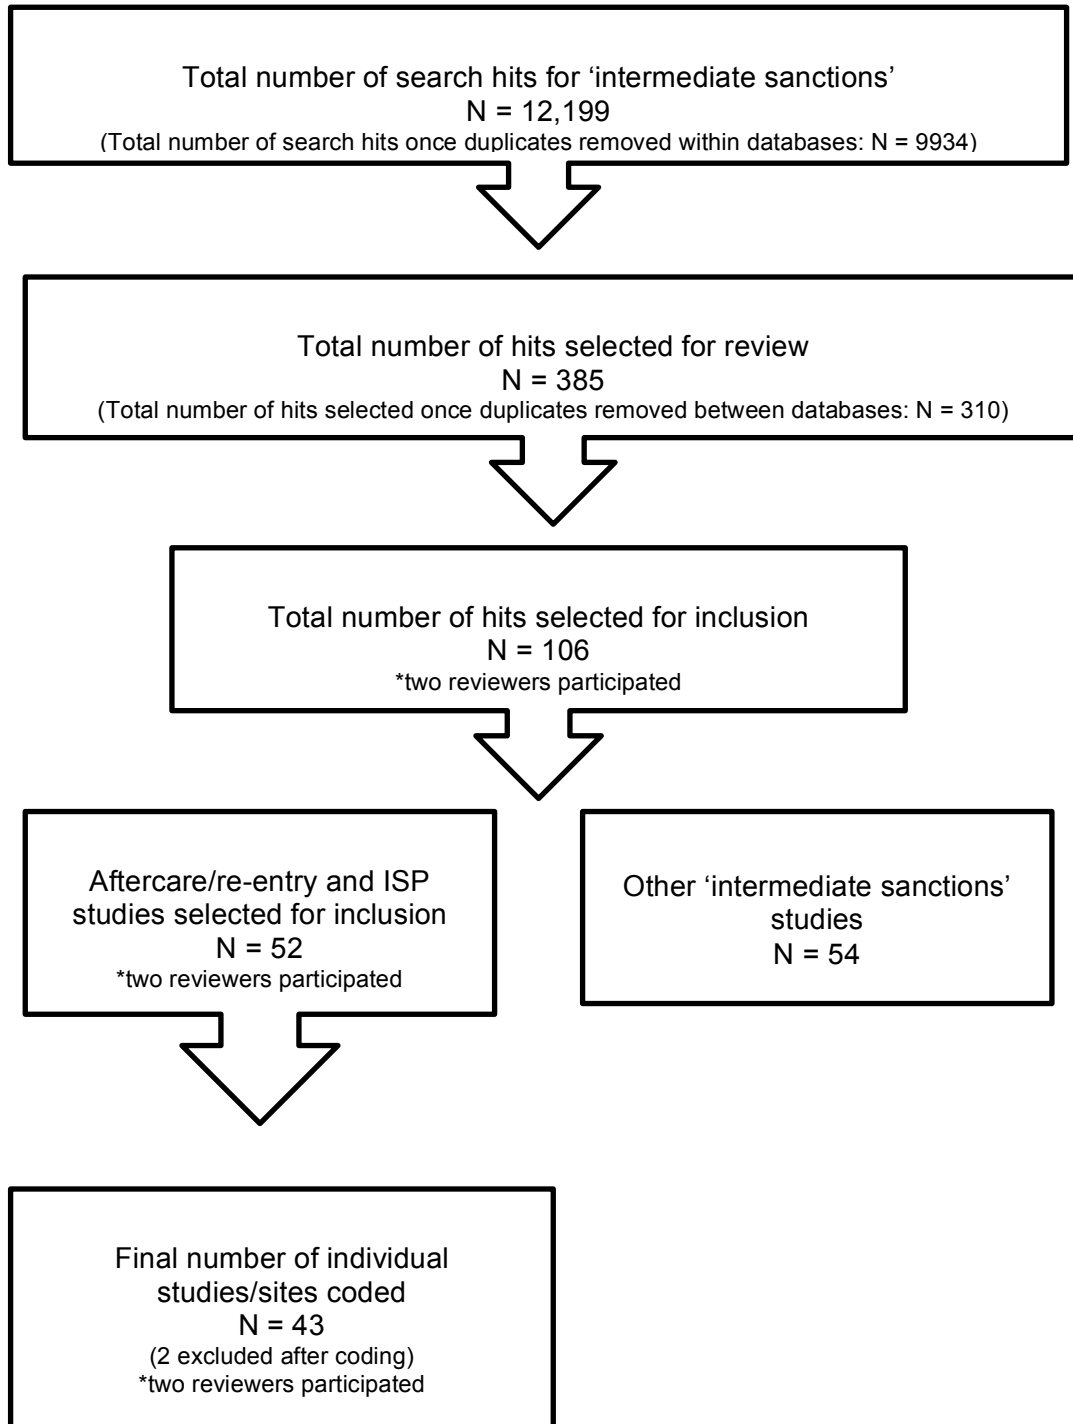 Total number of search hits for ‘intermediate sanctions’
N = 12,199
(Total number of search hits once duplicates removed within databases: N = 9934)
Total number of hits selected for review
N = 385
(Total number of hits selected once duplicates removed between databases: N = 310)
Total number of hits selected for inclusion
N = 106
*two reviewers participated
Aftercare/re-entry and ISP
studies selected for inclusion
N = 52
*two reviewers participated
Other ‘intermediate sanctions’
studies
N = 54
Final number of individual
studies/sites coded
N = 43
(2 excluded after coding)
*two reviewers participated